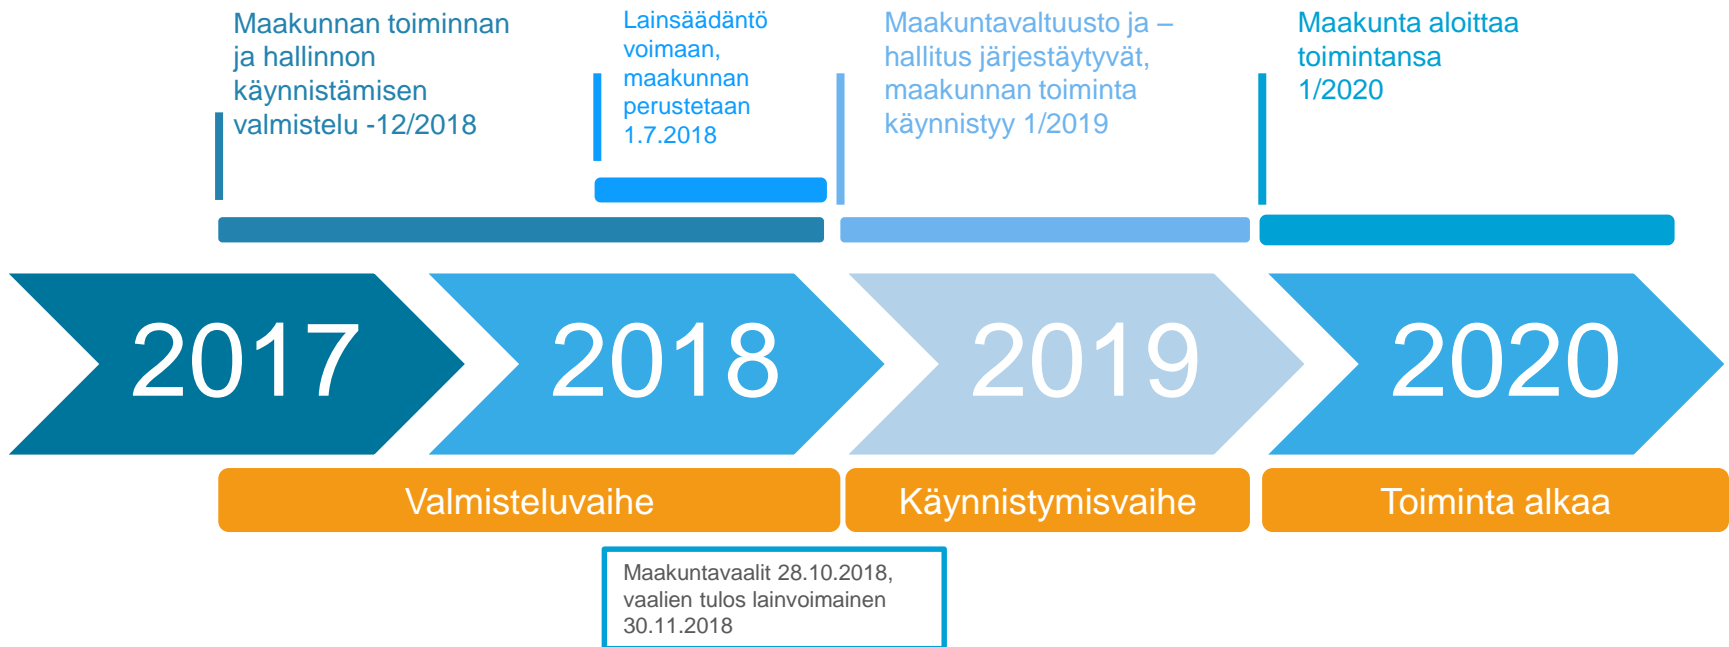 Maakunnan toiminnan
ja hallinnon
käynnistämisen
valmistelu -12/2018
Lainsäädäntö
voimaan,
maakunnan
perustetaan
1.7.2018
Maakuntavaltuusto ja –
hallitus järjestäytyvät,
maakunnan toiminta
käynnistyy 1/2019
Maakunta aloittaa
toimintansa
1/2020
2017
2018
2019
2020
Valmisteluvaihe
Käynnistymisvaihe
Toiminta alkaa
Maakuntavaalit 28.10.2018,
vaalien tulos lainvoimainen
30.11.2018